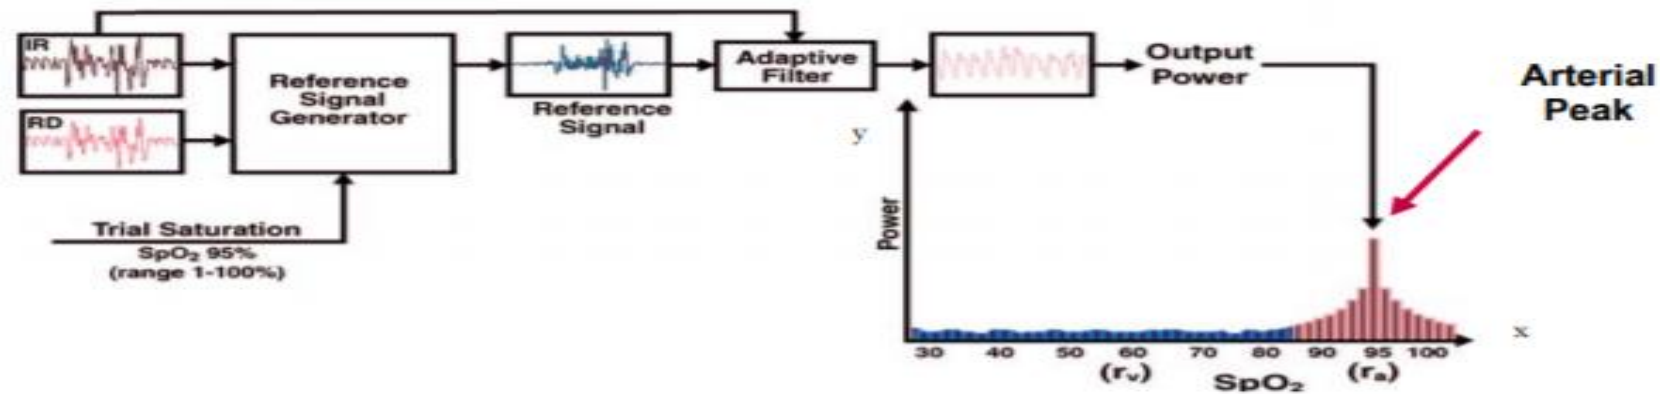 IR
RD
Reference
Signal
Generator
Reference
Signal
Adaptive
Filter
Output
Power
Arterial
Peak
Trial Saturation
SpO₂ 95%
(range 1-100%)
y
Power
x
30 40 50 60 70 80 90 95 100
(rᵥ) (rₐ)
SpO₂